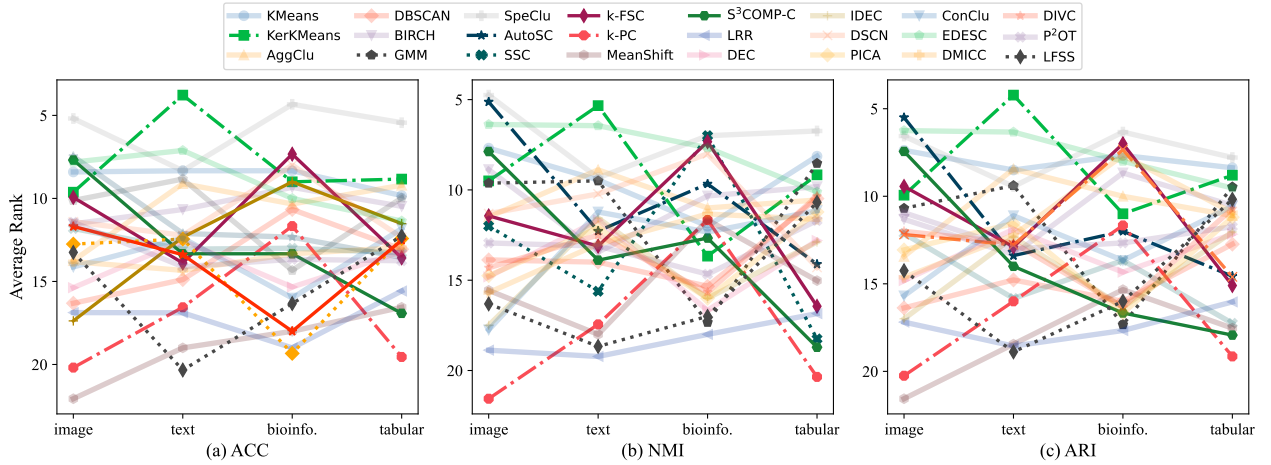 KMeans DBSCAN SpeClu k-FSC S³COMP-C IDEC ConClu DIVC
KerKMeans BIRCH AutoSC k-PC LRR DSCN EDESC P²OT
AggClu GMM SSC MeanShift DEC PICA DMICC LFSS
Average Rank
5
10
15
20
image text bioinfo. tabular
(a) ACC
5
10
15
20
image text bioinfo. tabular
(b) NMI
5
10
15
20
image text bioinfo. tabular
(c) ARI